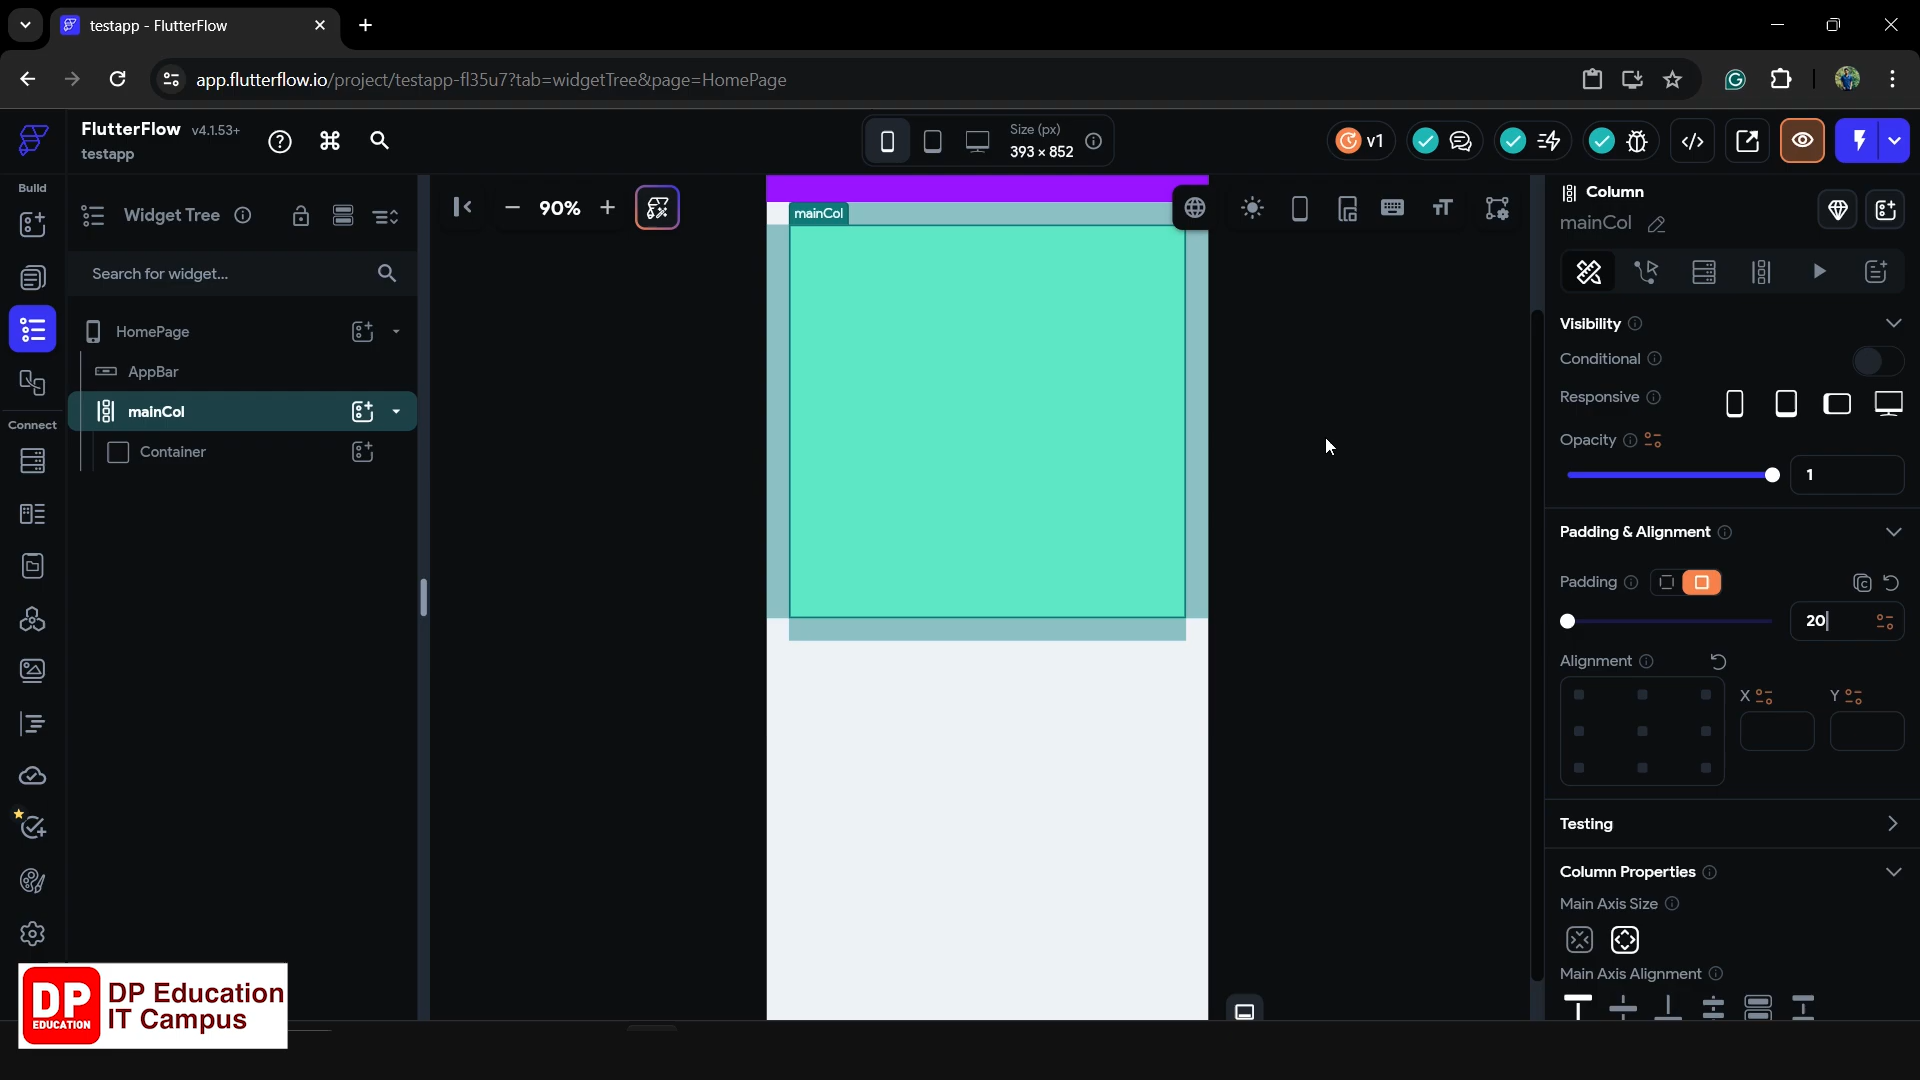 testapp - FlutterFlow
app.flutterflow.io/project/testapp-fl35u7?tab=widgetTree&page=HomePage
FlutterFlow v4.1.53+
testapp
Size (px)
393 × 852
v1
Build
Widget Tree
90%
mainCol
Column
mainCol
Search for widget...
HomePage
AppBar
mainCol
Container
Connect
Visibility
Conditional
Responsive
Opacity
1
Padding & Alignment
Padding
20
Alignment
X
Y
Testing
Column Properties
Main Axis Size
Main Axis Alignment
DP
EDUCATION
DP Education
IT Campus